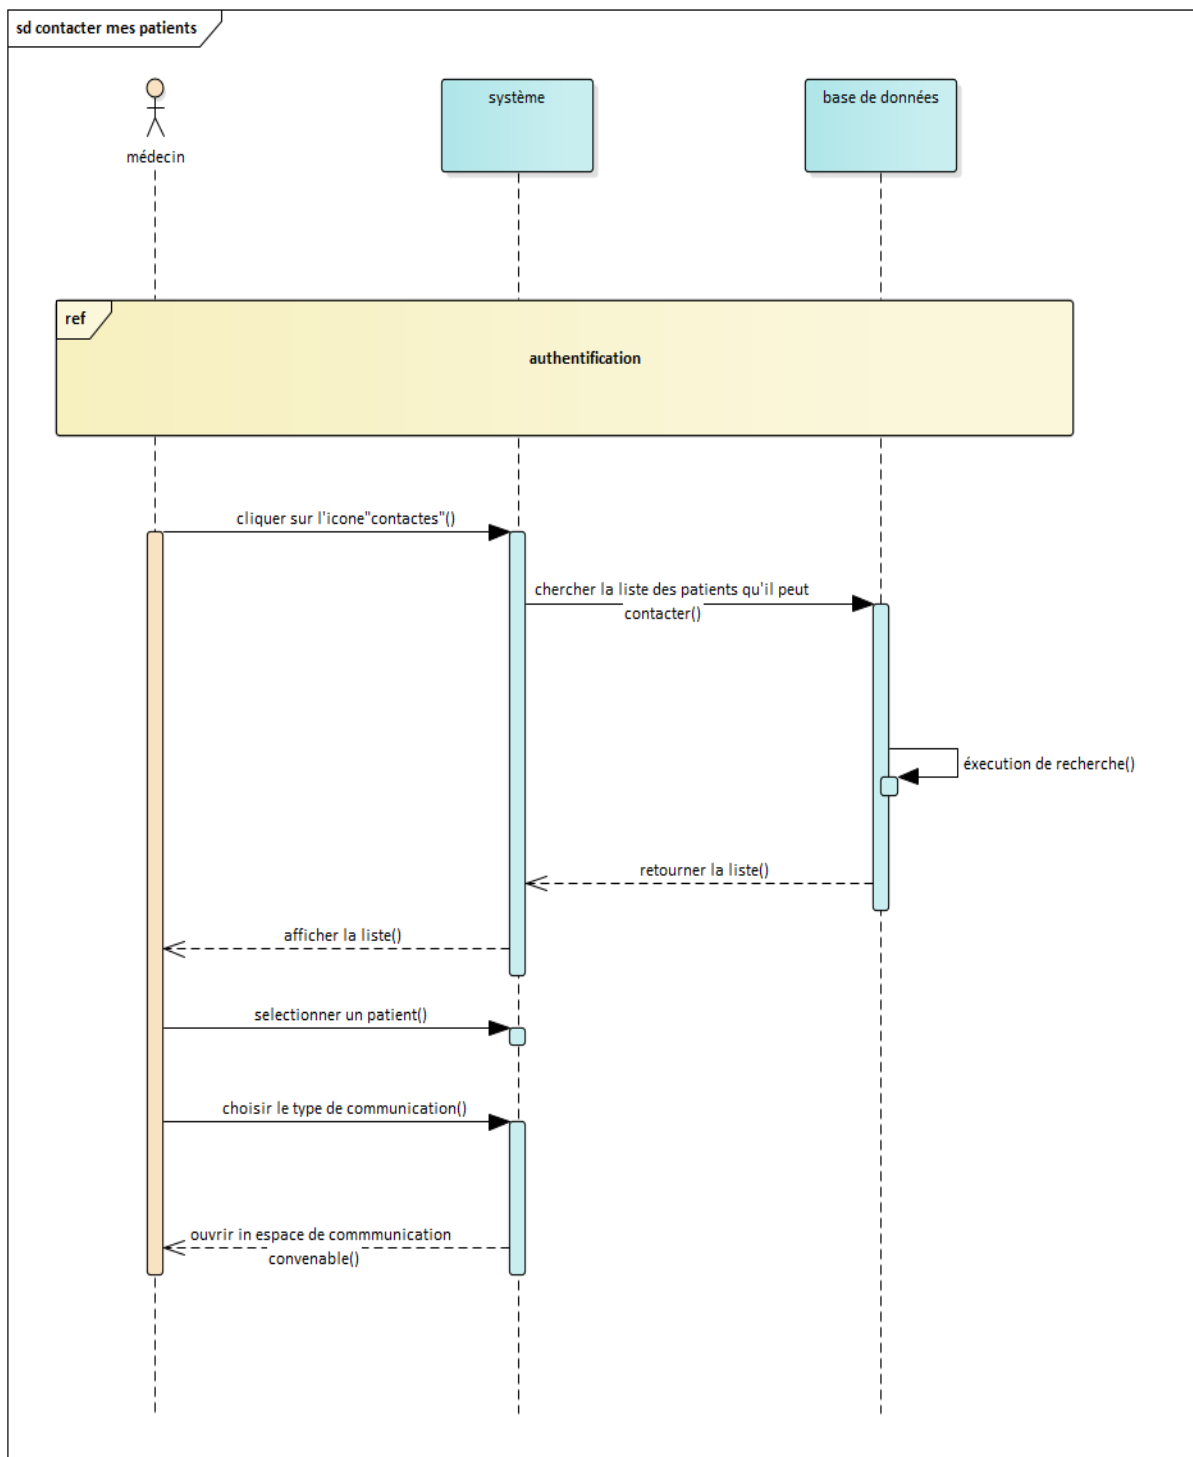 sd contacter mes patients
médecin
système
base de données
ref
authentification
cliquer sur l'icone"contactes"()
chercher la liste des patients qu'il peut
contacter()
éxecution de recherche()
retourner la liste()
afficher la liste()
selectionner un patient()
choisir le type de communication()
ouvrir in espace de commmunication
convenable()